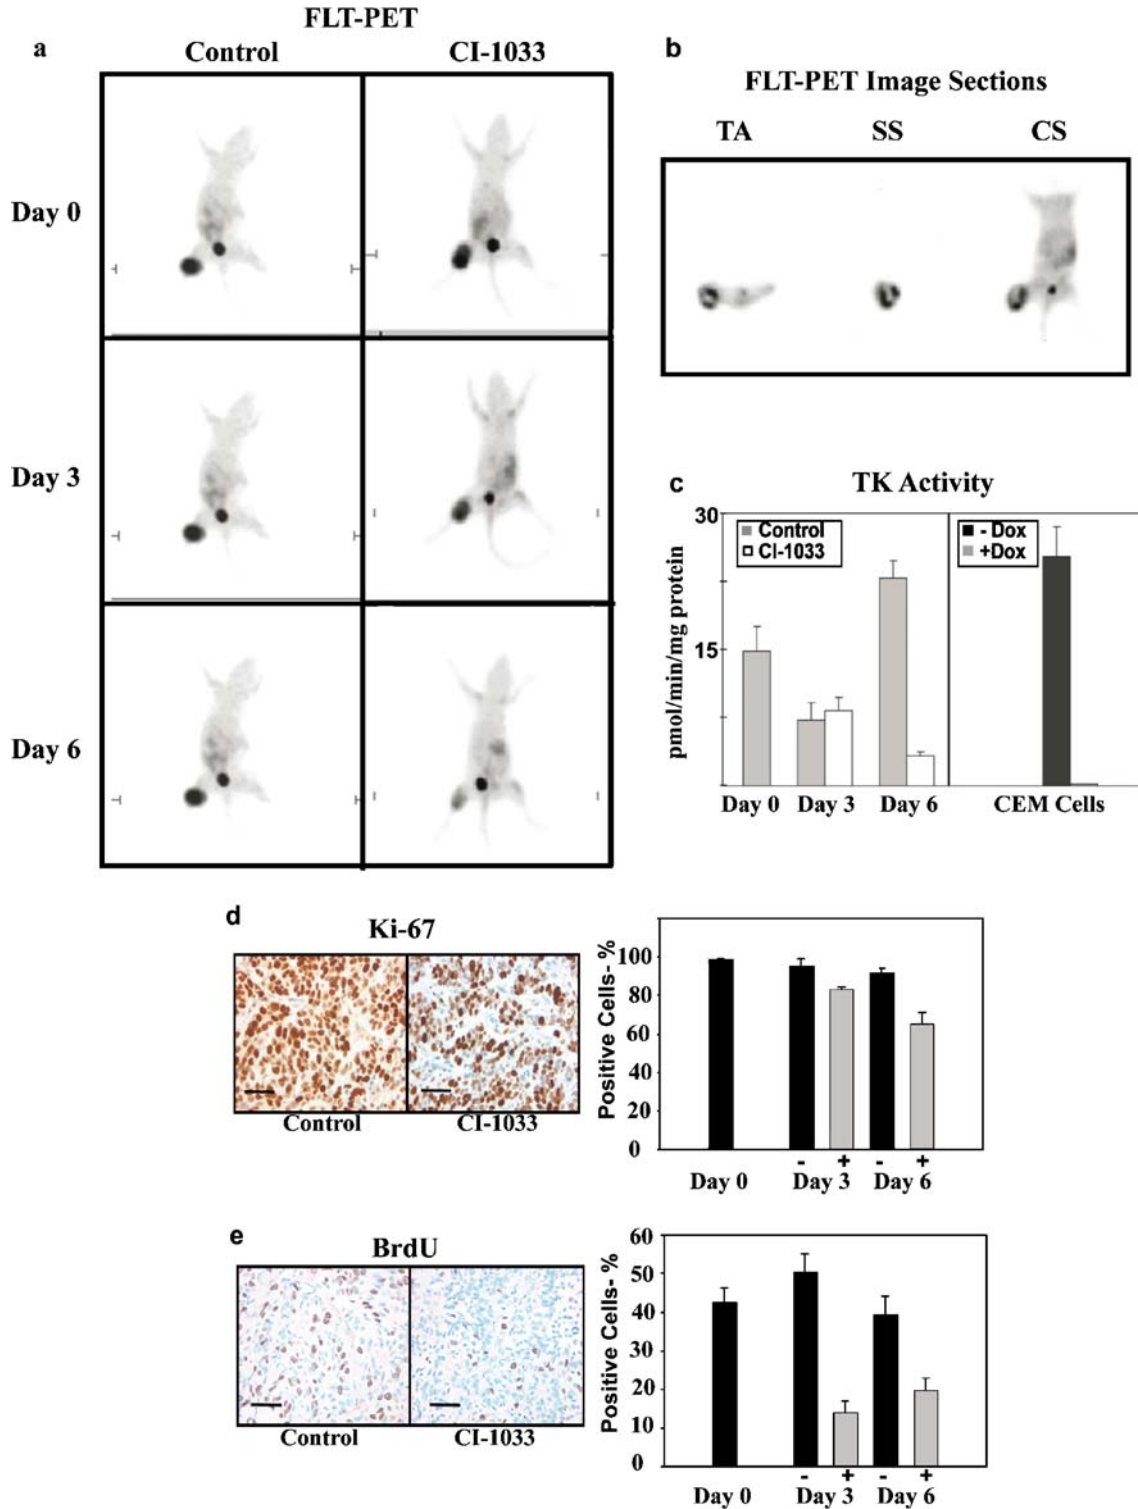 FLT-PET
a
Control CI-1033
Day 0
Day 3
Day 6
b
FLT-PET Image Sections
TA SS CS
c
TK Activity
pmol/min/mg protein
30
15
Control
CI-1033
- Dox
+Dox
Day 0 Day 3 Day 6 CEM Cells
d
Ki-67
Control CI-1033
Positive Cells- %
100
80
60
40
20
0
- + - +
Day 0 Day 3 Day 6
e
BrdU
Control CI-1033
Positive Cells- %
60
50
40
30
20
10
0
- + - +
Day 0 Day 3 Day 6